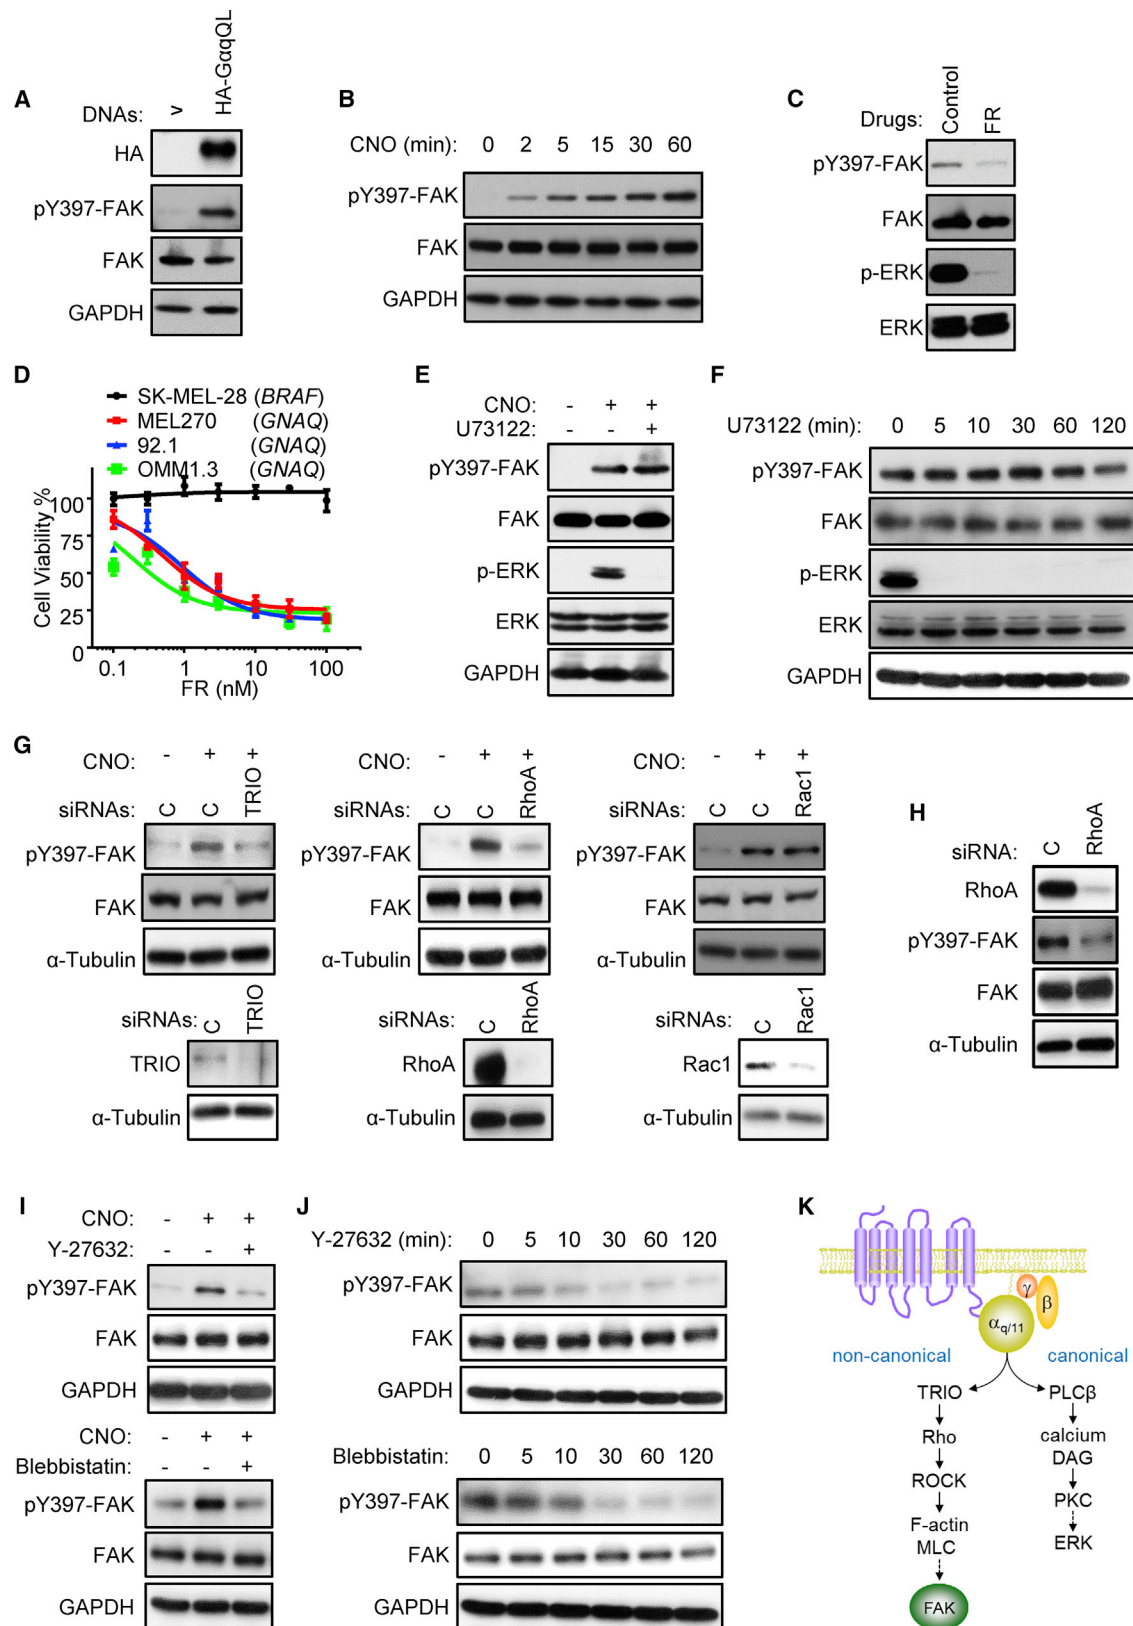 A
DNAs: > HA-GαqQL
HA
pY397-FAK
FAK
GAPDH
B
CNO (min): 0 2 5 15 30 60
pY397-FAK
FAK
GAPDH
C
Drugs: Control FR
pY397-FAK
FAK
p-ERK
ERK
D
SK-MEL-28 (BRAF)
MEL270 (GNAQ)
92.1 (GNAQ)
OMM1.3 (GNAQ)
Cell Viability %
100
75
50
25
0
0.1 1 10 100
FR (nM)
E
CNO: - + +
U73122: - - +
pY397-FAK
FAK
p-ERK
ERK
GAPDH
F
U73122 (min): 0 5 10 30 60 120
pY397-FAK
FAK
p-ERK
ERK
GAPDH
G
CNO: - + +
siRNAs: C C TRIO
pY397-FAK
FAK
α-Tubulin
siRNAs: C TRIO
TRIO
α-Tubulin
CNO: - + +
siRNAs: C C RhoA
pY397-FAK
FAK
α-Tubulin
siRNAs: C RhoA
RhoA
α-Tubulin
CNO: - + +
siRNAs: C C Rac1
pY397-FAK
FAK
α-Tubulin
siRNAs: C Rac1
Rac1
α-Tubulin
H
siRNA: C RhoA
RhoA
pY397-FAK
FAK
α-Tubulin
I
CNO: - + +
Y-27632: - - +
pY397-FAK
FAK
GAPDH
CNO: - + +
Blebbistatin: - - +
pY397-FAK
FAK
GAPDH
J
Y-27632 (min): 0 5 10 30 60 120
pY397-FAK
FAK
GAPDH
Blebbistatin: 0 5 10 30 60 120
pY397-FAK
FAK
GAPDH
K
γ
β
αq/11
non-canonical canonical
TRIO PLCβ
Rho calcium
DAG
ROCK
PKC
F-actin
MLC
ERK
FAK